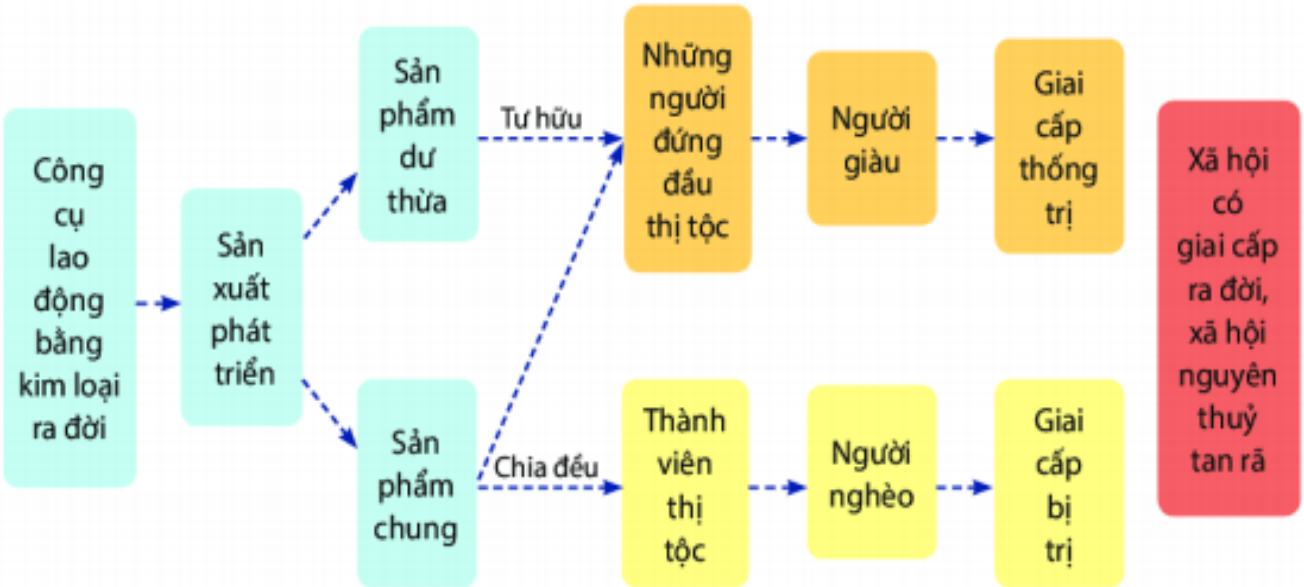 Công
cụ
lao
động
bằng
kim loại
ra đời
Sản
xuất
phát
triển
Sản
phẩm
dư
thừa
Tư hữu
Những
người
đứng
đầu
thị tộc
Người
giàu
Giai
cấp
thống
trị
Sản
phẩm
chung
Chia đều
Thành
viên
thị
tộc
Người
nghèo
Giai
cấp
bị
trị
Xã hội
có
giai cấp
ra đời,
xã hội
nguyên
thuỷ
tan rã